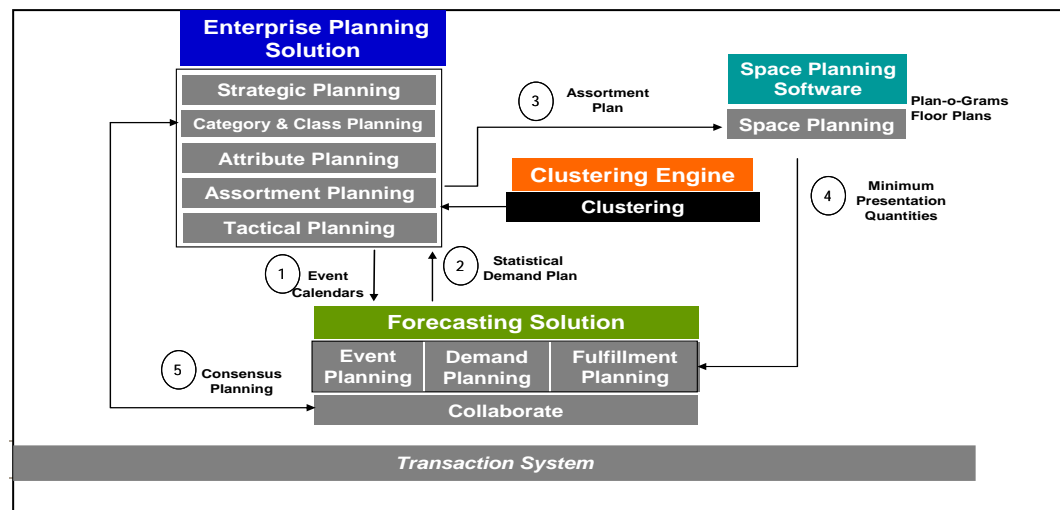 Enterprise Planning
Solution
Strategic Planning
Category & Class Planning
Attribute Planning
Assortment Planning
Tactical Planning
3
Assortment
Plan
Space Planning
Software
Space Planning
Plan-o-Grams
Floor Plans
Clustering Engine
Clustering
4
Minimum
Presentation
Quantities
1
Event
Calendars
2
Statistical
Demand Plan
Forecasting Solution
Event
Planning
Demand
Planning
Fulfillment
Planning
Collaborate
5
Consensus
Planning
Transaction System